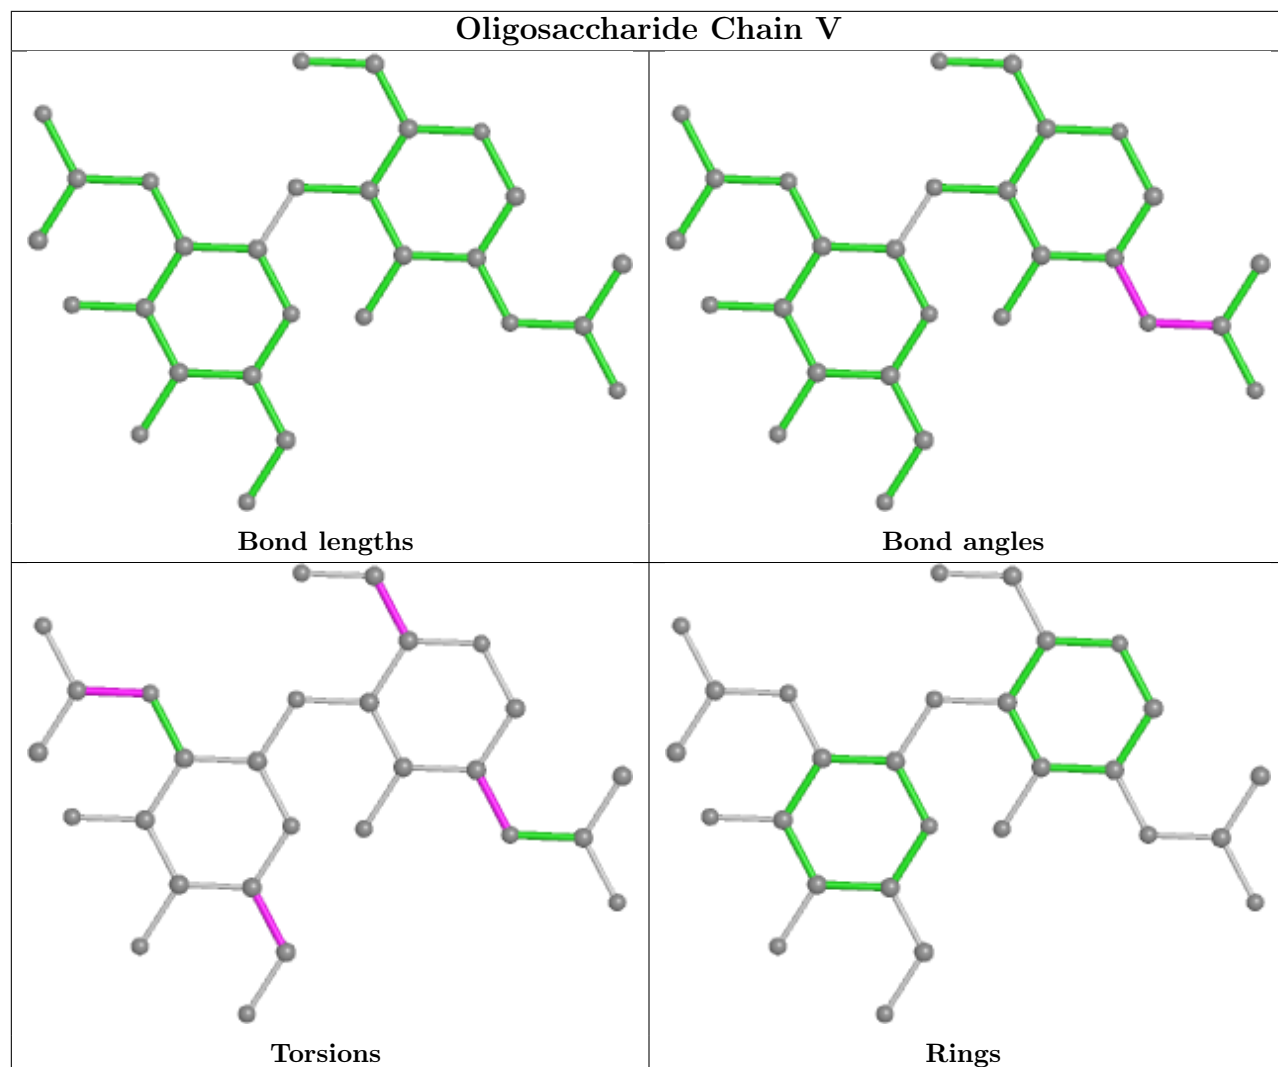 Oligosaccharide Chain V
Bond lengths
Bond angles
Torsions
Rings